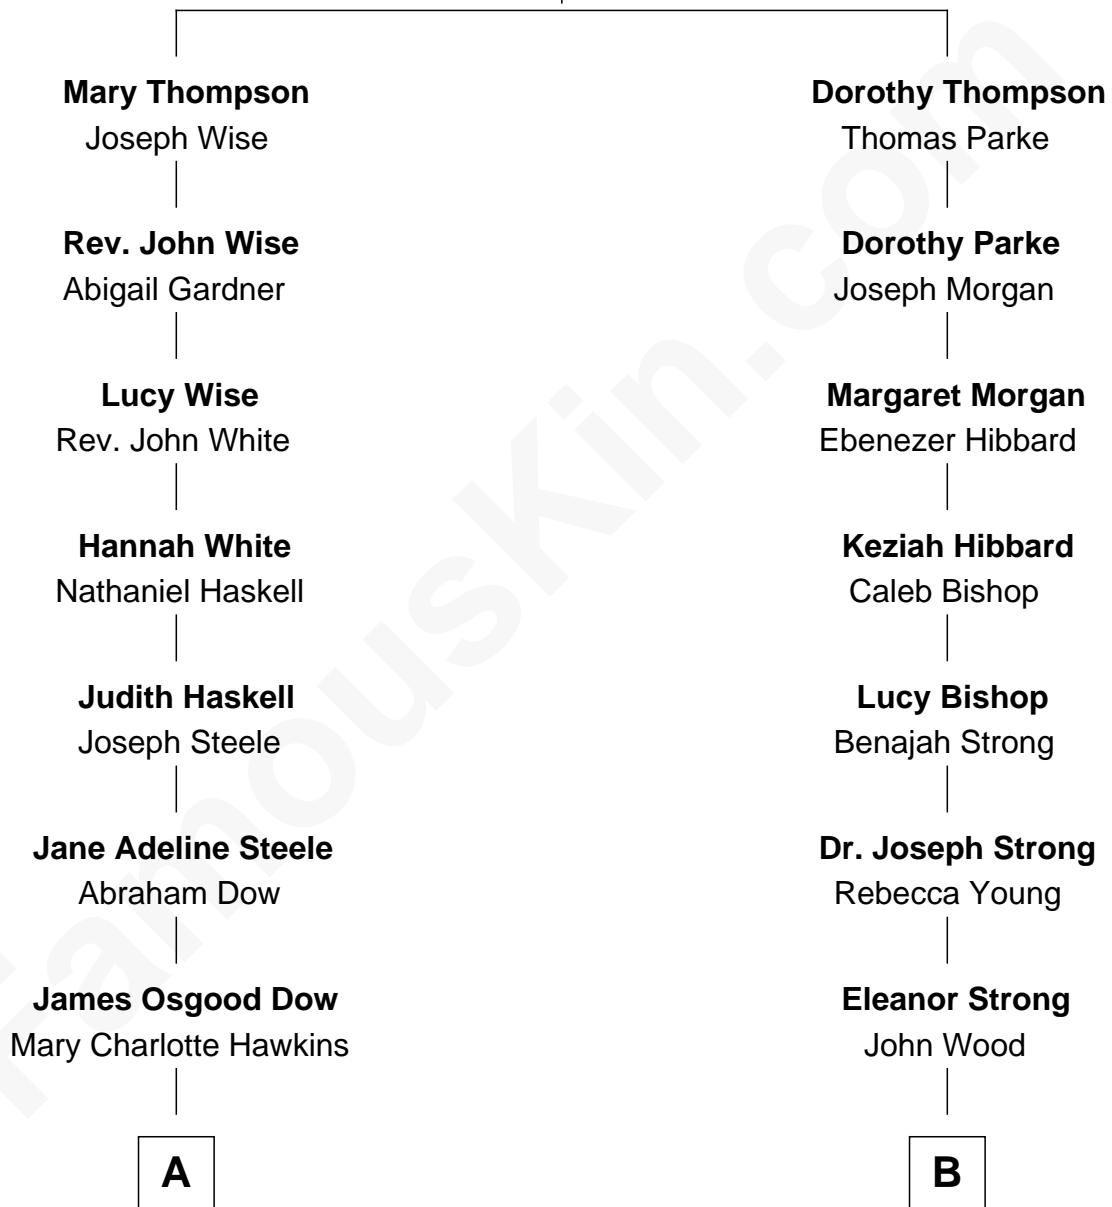 Mary Thompson
Joseph Wise
Dorothy Thompson
Thomas Parke
Rev. John Wise
Abigail Gardner
Dorothy Parke
Joseph Morgan
Lucy Wise
Rev. John White
Margaret Morgan
Ebenezer Hibbard
Hannah White
Nathaniel Haskell
Keziah Hibbard
Caleb Bishop
Judith Haskell
Joseph Steele
Lucy Bishop
Benajah Strong
Jane Adeline Steele
Abraham Dow
Dr. Joseph Strong
Rebecca Young
James Osgood Dow
Mary Charlotte Hawkins
Eleanor Strong
John Wood
A
B
FamousKin.com